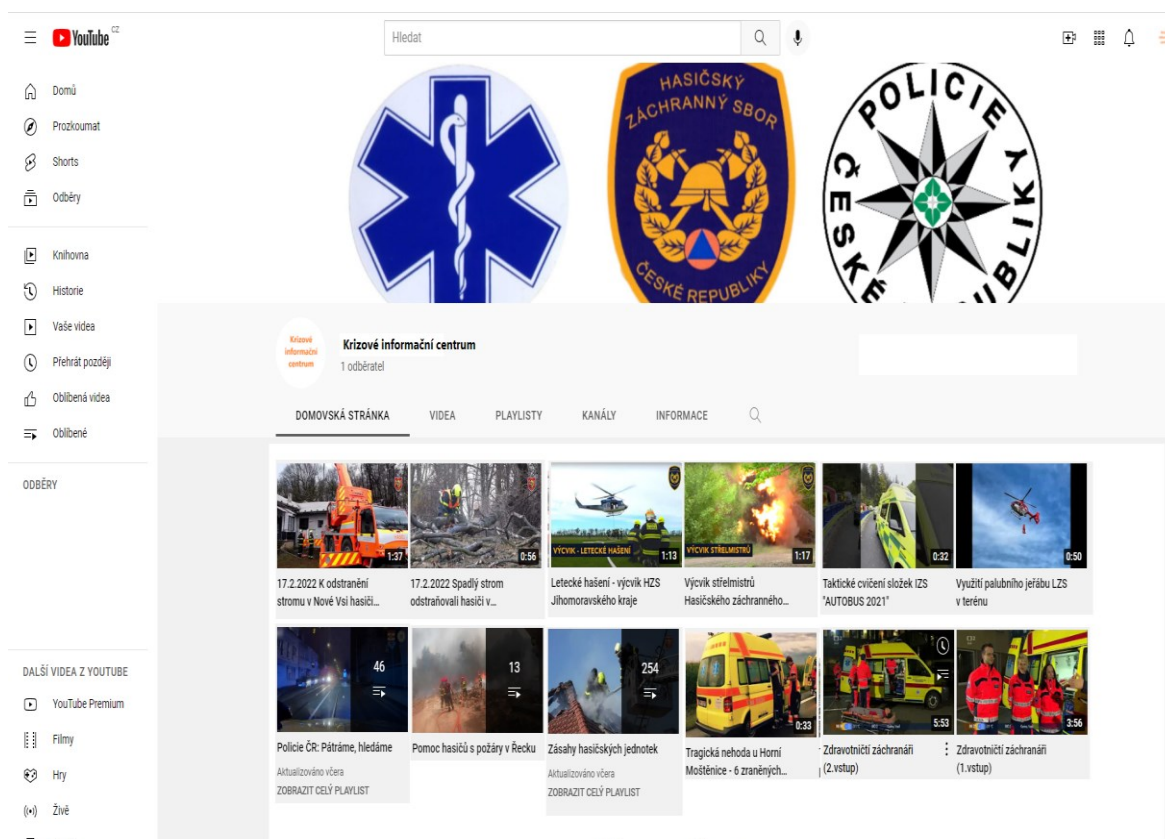 YouTube CZ
Hledat
Domů
Prozkoumat
Shorts
Odběry
Knihovna
Historie
Vaše videa
Přehrát později
Oblíbená videa
Oblíbené
ODBĚRY
DALŠÍ VIDEA Z YOUTUBE
YouTube Premium
Filmy
Hry
Živě
HASIČSKÝ
ZÁCHRANNÝ SBOR
ČESKÉ REPUBLIKY
POLICIE
ČESKÉ REPUBLIKY
Krizové
informační
centrum
Krizové informační centrum
1 odběratel
DOMOVSKÁ STRÁNKA
VIDEA
PLAYLISTY
KANÁLY
INFORMACE
1:37
0:56
VÝCVIK - LETECKÉ HAŠENÍ
1:13
VÝCVIK STŘELMISTRŮ
1:17
0:32
0:50
17.2.2022 K odstranění
stromu v Nové Vsi hasiči...
17.2.2022 Spadlý strom
odstraňovali hasiči v...
Letecké hašení - výcvik HZS
Jihomoravského kraje
Výcvik střelmistrů
Hasičského záchranného...
Taktické cvičení složek IZS
"AUTOBUS 2021"
Využití palubního jeřábu LZS
v terénu
46
13
254
0:33
5:53
3:56
Policie ČR: Pátráme, hledáme
Aktualizováno včera
ZOBRAZIT CELÝ PLAYLIST
Pomoc hasičů s požáry v Řecku
Zásahy hasičských jednotek
Aktualizováno včera
ZOBRAZIT CELÝ PLAYLIST
Tragická nehoda u Horní
Moštěnice - 6 zraněných...
Zdravotničtí záchranáři
(2.vstup)
Zdravotničtí záchranáři
(1.vstup)